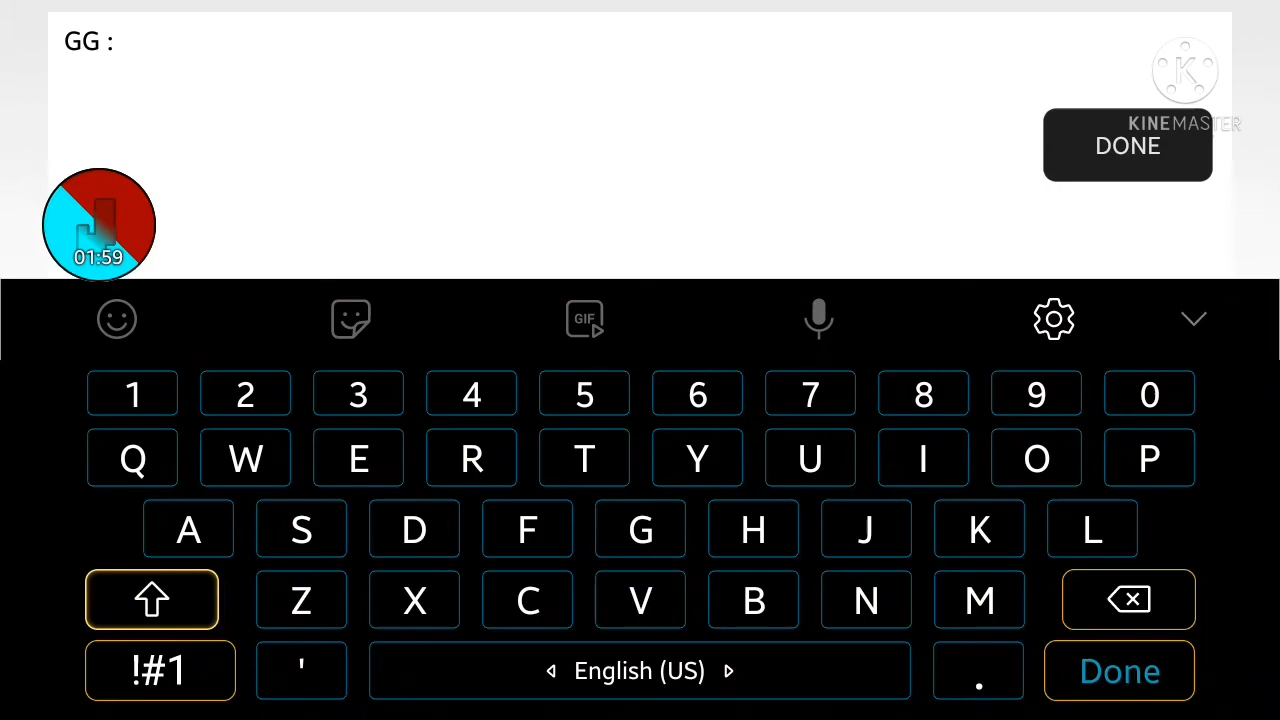 GG :
KINEMASTER
DONE
01:59
GIF
1 2 3 4 5 6 7 8 9 0
Q W E R T Y U I O P
A S D F G H J K L
Z X C V B N M
!#1 ' English (US) . Done